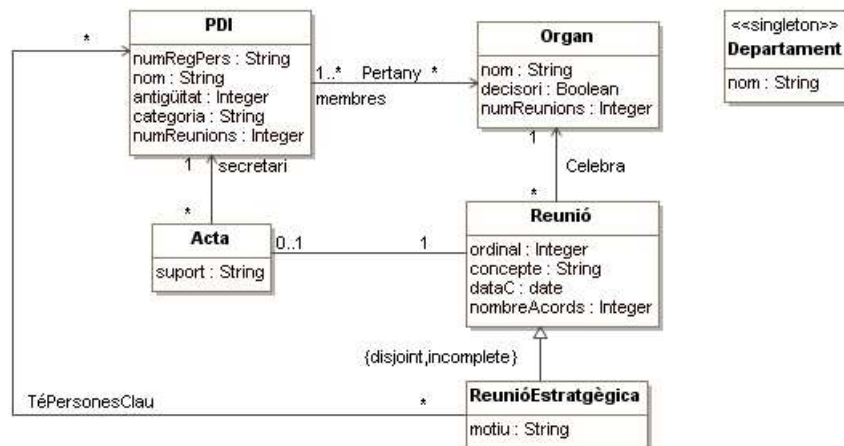 PDI
numRegPers : String
nom : String
antigüitat : Integer
categoria : String
numReunions : Integer
*
1..* Pertany *
membres
Organ
nom : String
decisori : Boolean
numReunions : Integer
<<singleton>>
Departament
nom : String
1 secretari
*
1
Celebra
*
Acta
suport : String
0..1 1
Reunió
ordinal : Integer
concepte : String
dataC : date
nombreAcords : Integer
{disjoint,incomplete}
TéPersonesClau *
ReunióEstratgègica
motiu : String